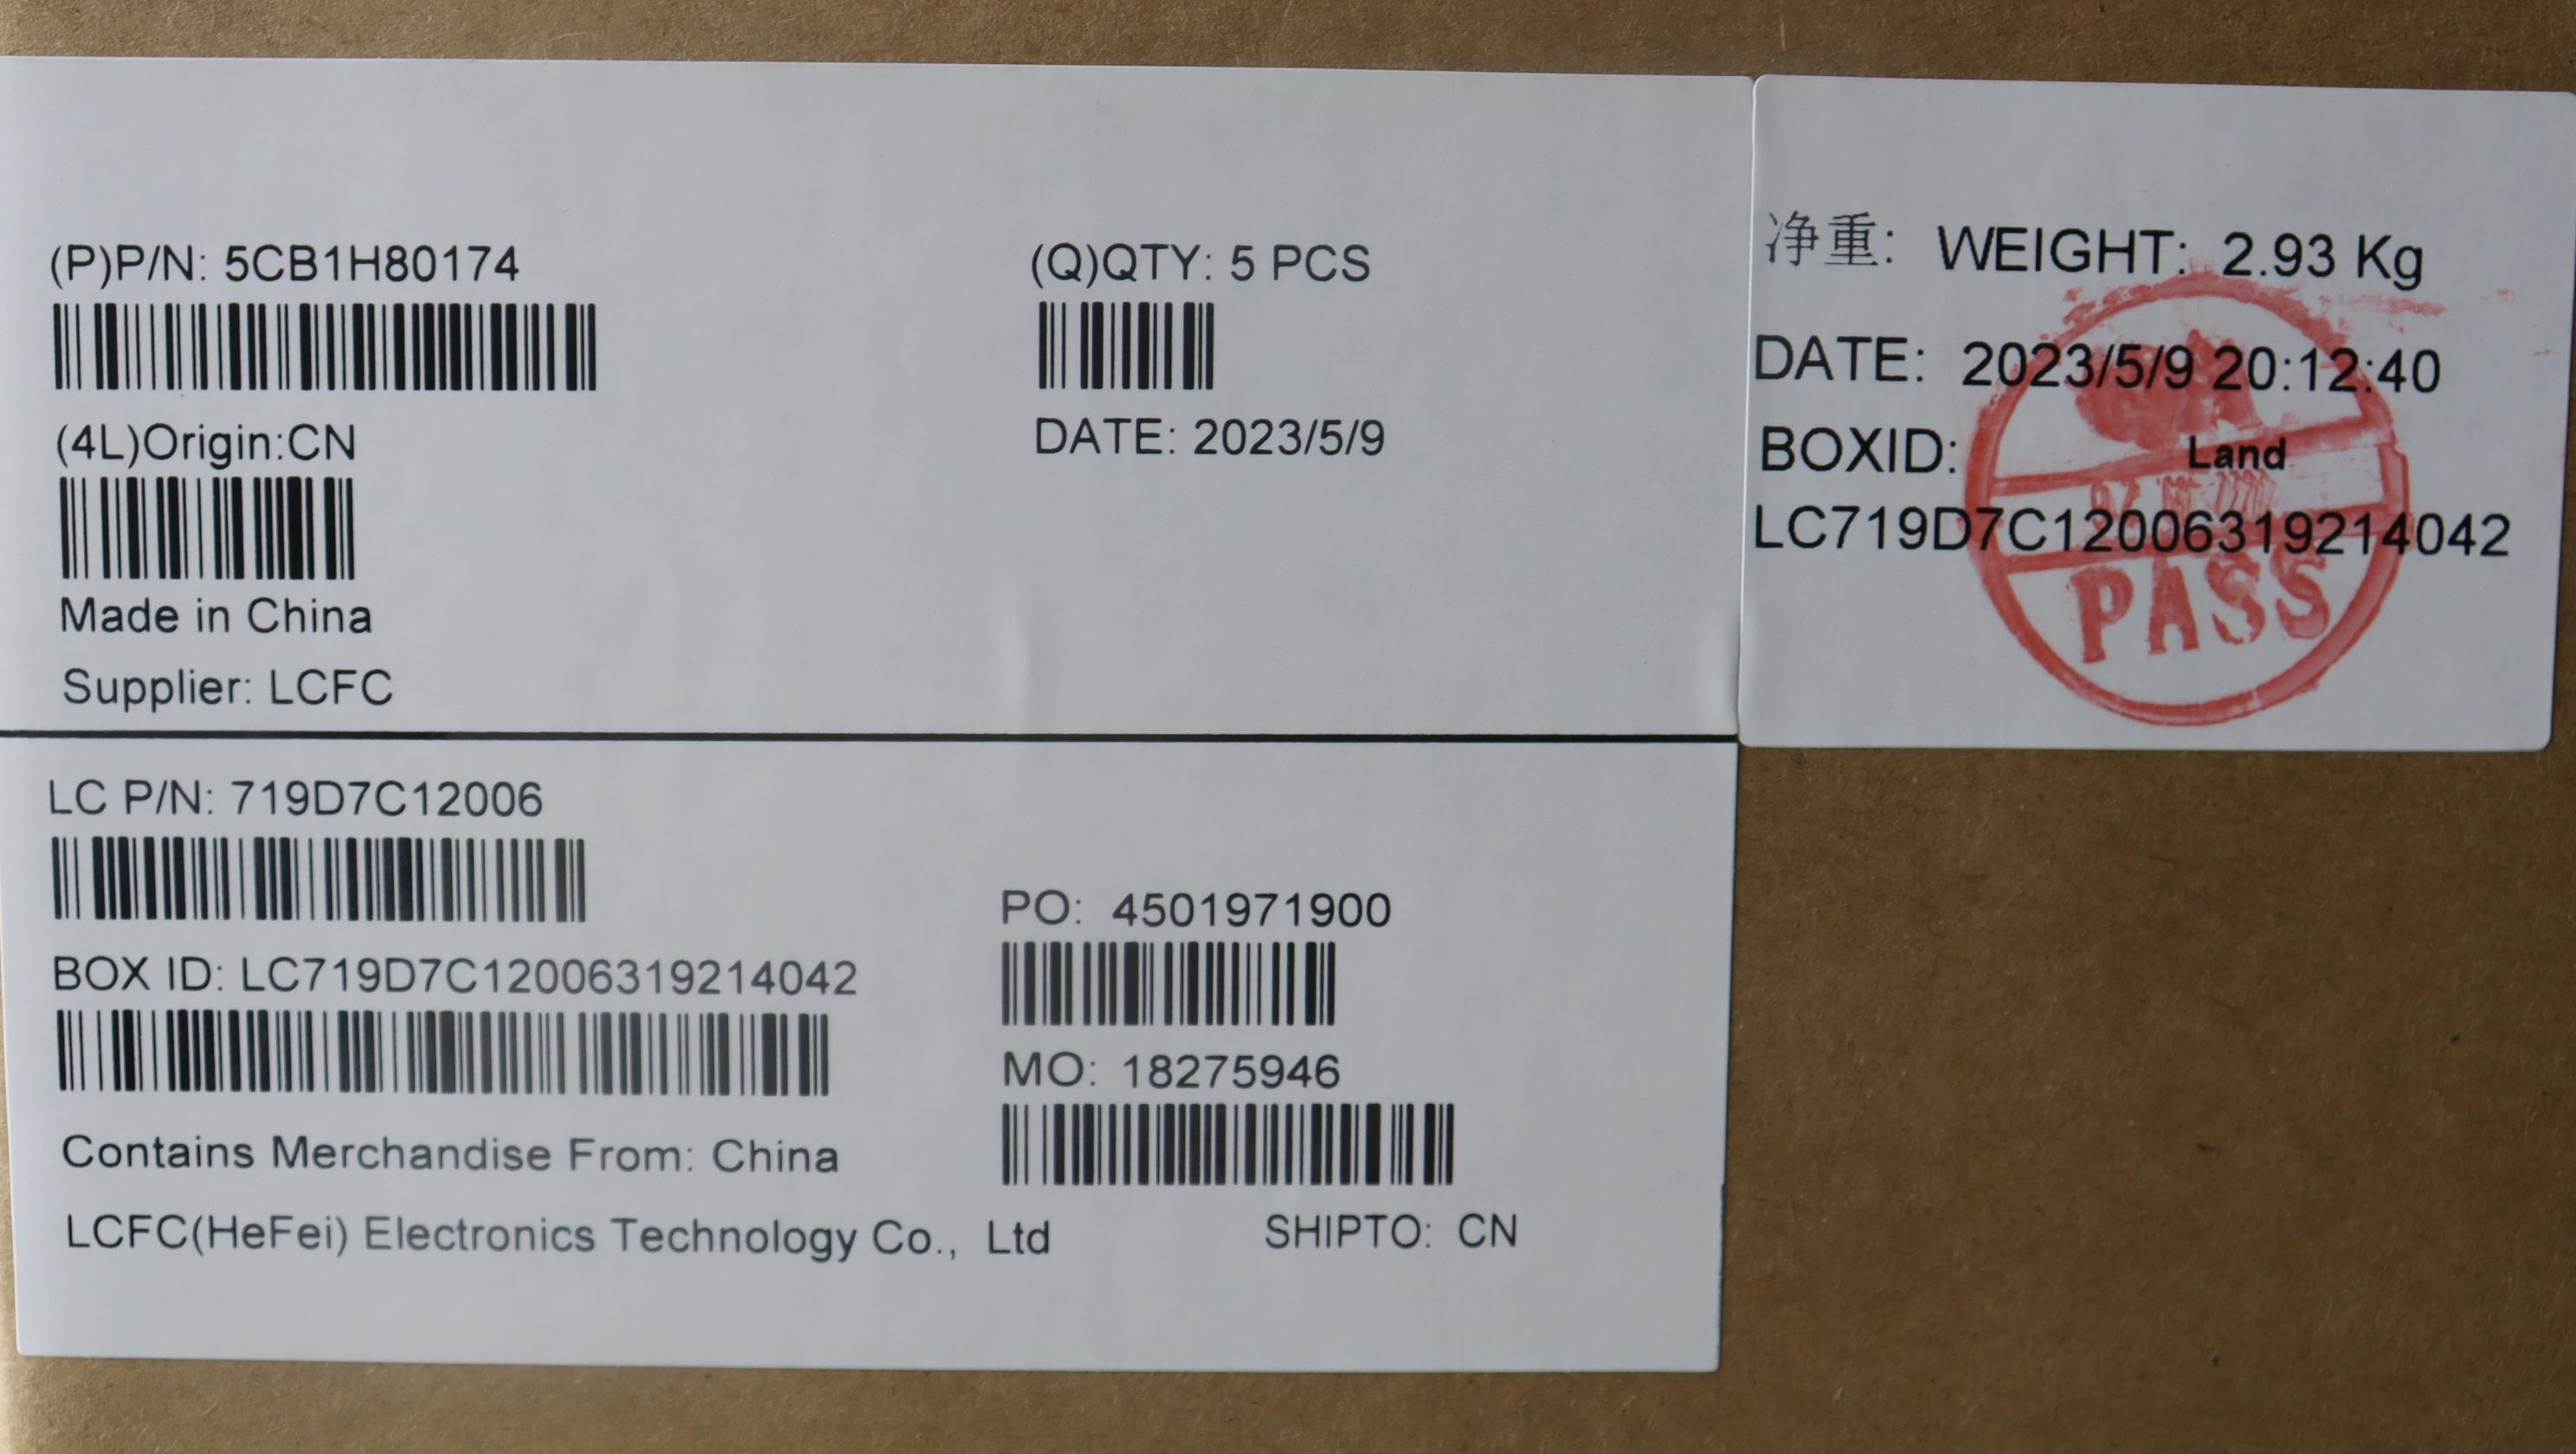 (P)P/N: 5CB1H80174
(Q)QTY: 5 PCS
(4L)Origin:CN
DATE: 2023/5/9
Made in China
Supplier: LCFC
LC P/N: 719D7C12006
PO: 4501971900
BOX ID: LC719D7C12006319214042
MO: 18275946
Contains Merchandise From: China
LCFC(HeFei) Electronics Technology Co., Ltd
SHIPTO: CN
净重: WEIGHT: 2.93 Kg
DATE: 2023/5/9 20:12:40
BOXID: Land
LC719D7C12006319214042
PASS